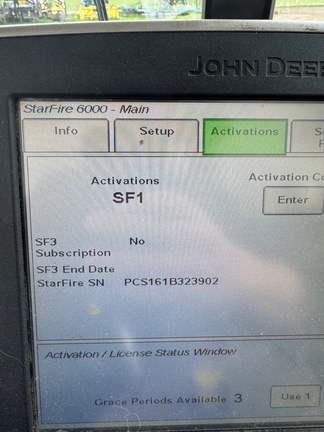 JOHN DEERE
StarFire 6000 - Main
Info
Setup
Activations
Activations
SF1
Activation Co
Enter
SF3
Subscription
No
SF3 End Date
StarFire SN
PCS161B323902
Activation / License Status Window
Grace Periods Available 3
Use 1